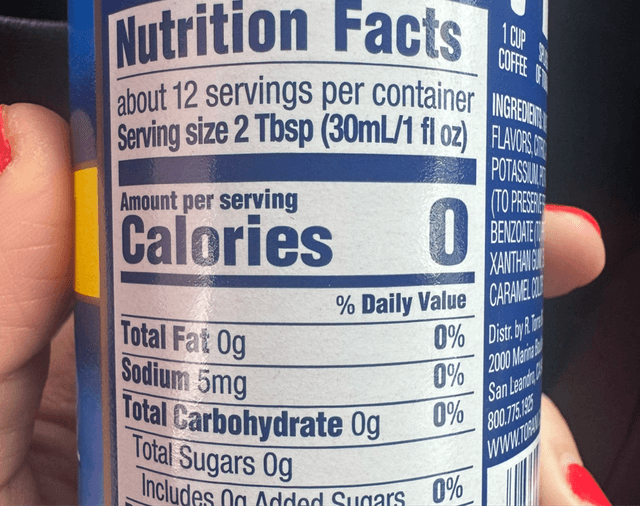 Nutrition Facts
about 12 servings per container
Serving size 2 Tbsp (30mL/1 fl oz)
Amount per serving
Calories 0
% Daily Value
Total Fat 0g 0%
Sodium 5mg 0%
Total Carbohydrate 0g 0%
Total Sugars 0g
Includes 0g Added Sugars 0%
1 CUP
COFFEE
INGREDIENTS
FLAVORS,
POTASSIUM
(TO PRESERVE
BENZOATE
XANTHAN
CARAMEL
Distr. by R.
2000 Marina
San Leandro,
800.775.1925